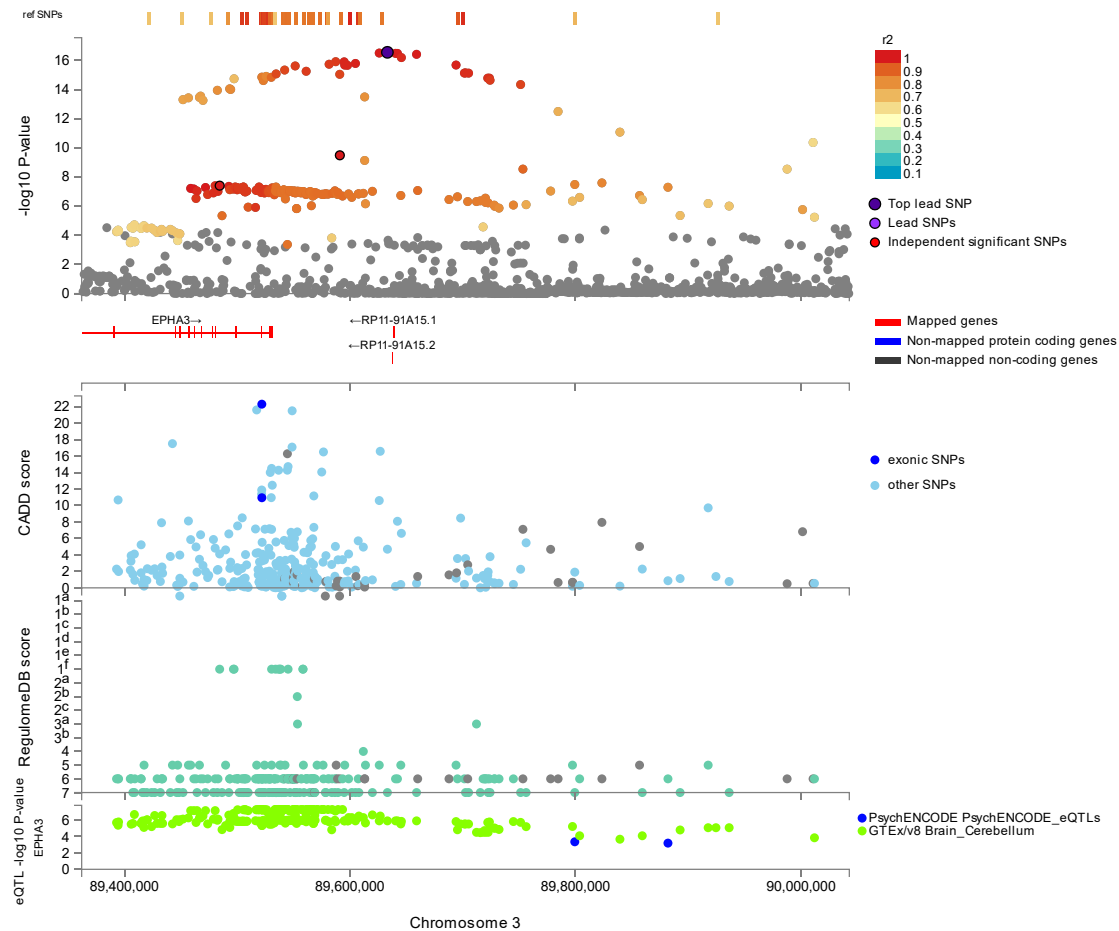 ref SNPs
r2
1
0.9
0.8
0.7
0.6
0.5
0.4
0.3
0.2
0.1
-log10 P-value
16
14
12
10
8
6
4
2
0
Top lead SNP
Lead SNPs
Independent significant SNPs
EPHA3→
←RP11-91A15.1
←RP11-91A15.2
Mapped genes
Non-mapped protein coding genes
Non-mapped non-coding genes
CADD score
22
20
18
16
14
12
10
8
6
4
2
0
exonic SNPs
other SNPs
RegulomeDB score
1a
1b
1c
1d
1e
1f
2a
2b
2c
3a
3b
4
5
6
7
eQTL -log10 P-value
EPHA3
6
4
2
0
PsychENCODE PsychENCODE_eQTLs
GTEx/v8 Brain_Cerebellum
89,400,000 89,600,000 89,800,000 90,000,000
Chromosome 3